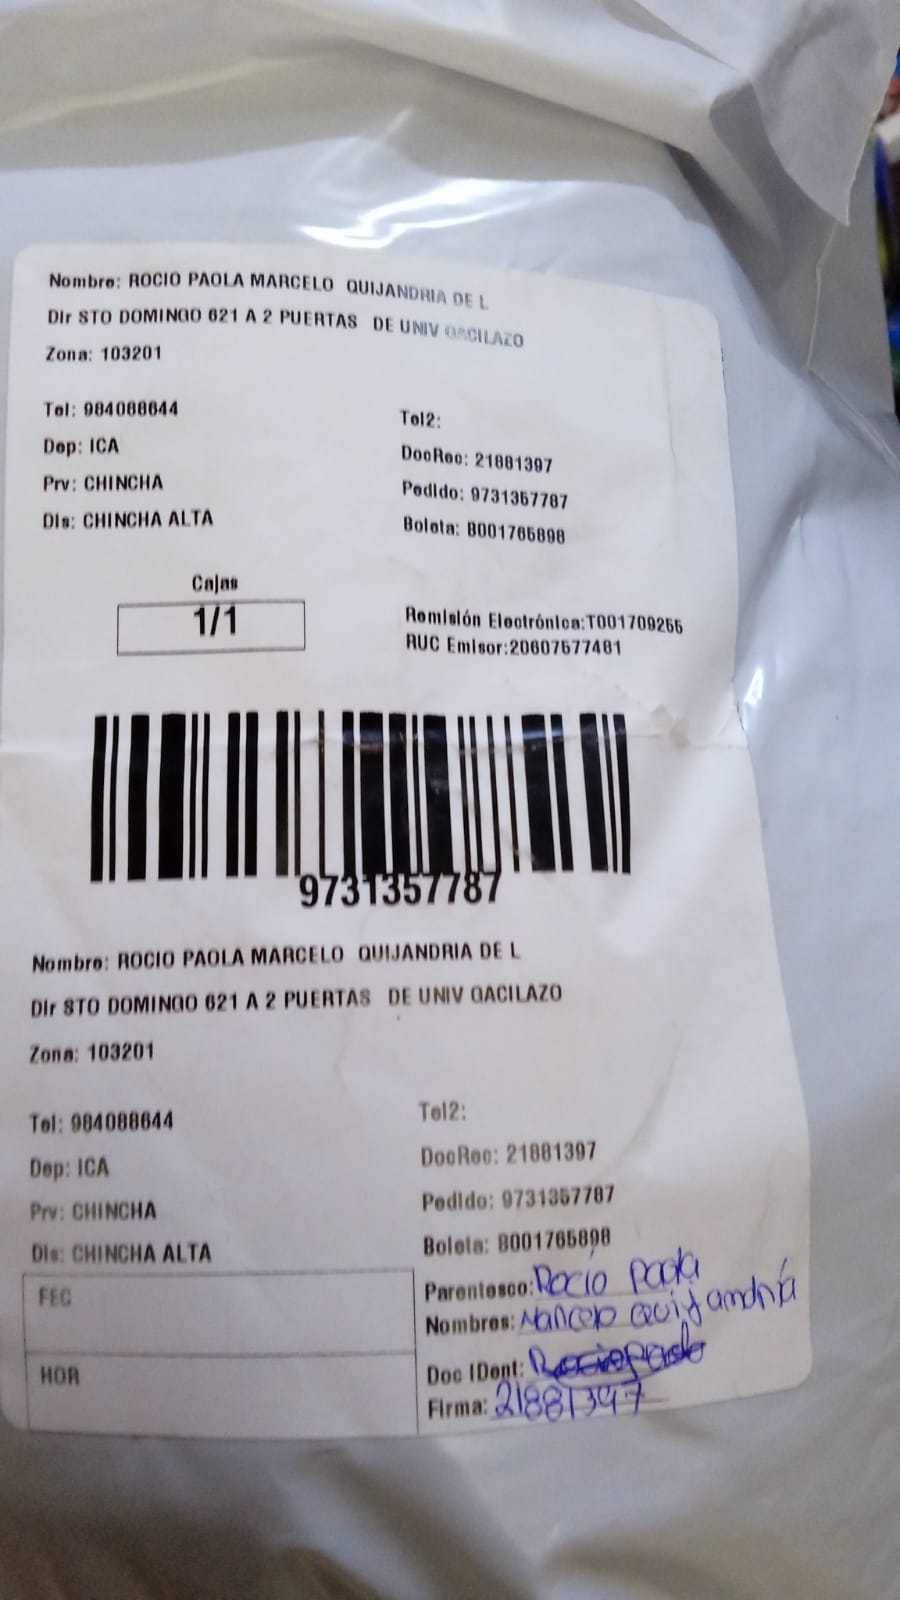 Nombre: ROCIO PAOLA MARCELO QUIJANDRIA DE L
Dir STO DOMINGO 621 A 2 PUERTAS DE UNIV GACILAZO
Zona: 103201
Tel: 984088644 Tel2:
Dep: ICA DocRec: 21881397
Prv: CHINCHA Pedido: 9731357787
Dis: CHINCHA ALTA Boleta: B001765898
Cajas
1/1
Remisión Electrónica:T001709255
RUC Emisor:20607577481
9731357787
Nombre: ROCIO PAOLA MARCELO QUIJANDRIA DE L
Dir STO DOMINGO 621 A 2 PUERTAS DE UNIV GACILAZO
Zona: 103201
Tel: 984088644 Tel2:
Dep: ICA DocRec: 21881397
Prv: CHINCHA Pedido: 9731357787
Dis: CHINCHA ALTA Boleta: B001765898
FEC
Parentesco: Rocío paola
Nombres: Marcelo Quijandría
HOR
Doc IDent:
Firma: 21881397